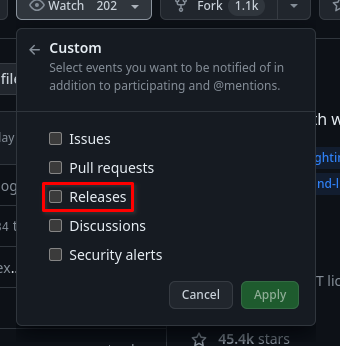 Watch 202
Fork 1.1k
Custom
Select events you want to be notified of in
addition to participating and @mentions.
Issues
Pull requests
Releases
Discussions
Security alerts
Cancel Apply
45.4k stars